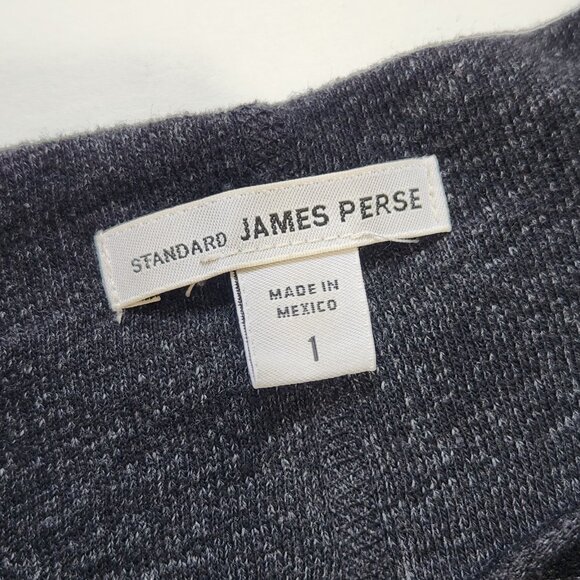 STANDARD JAMES PERSE
MADE IN
MEXICO
1